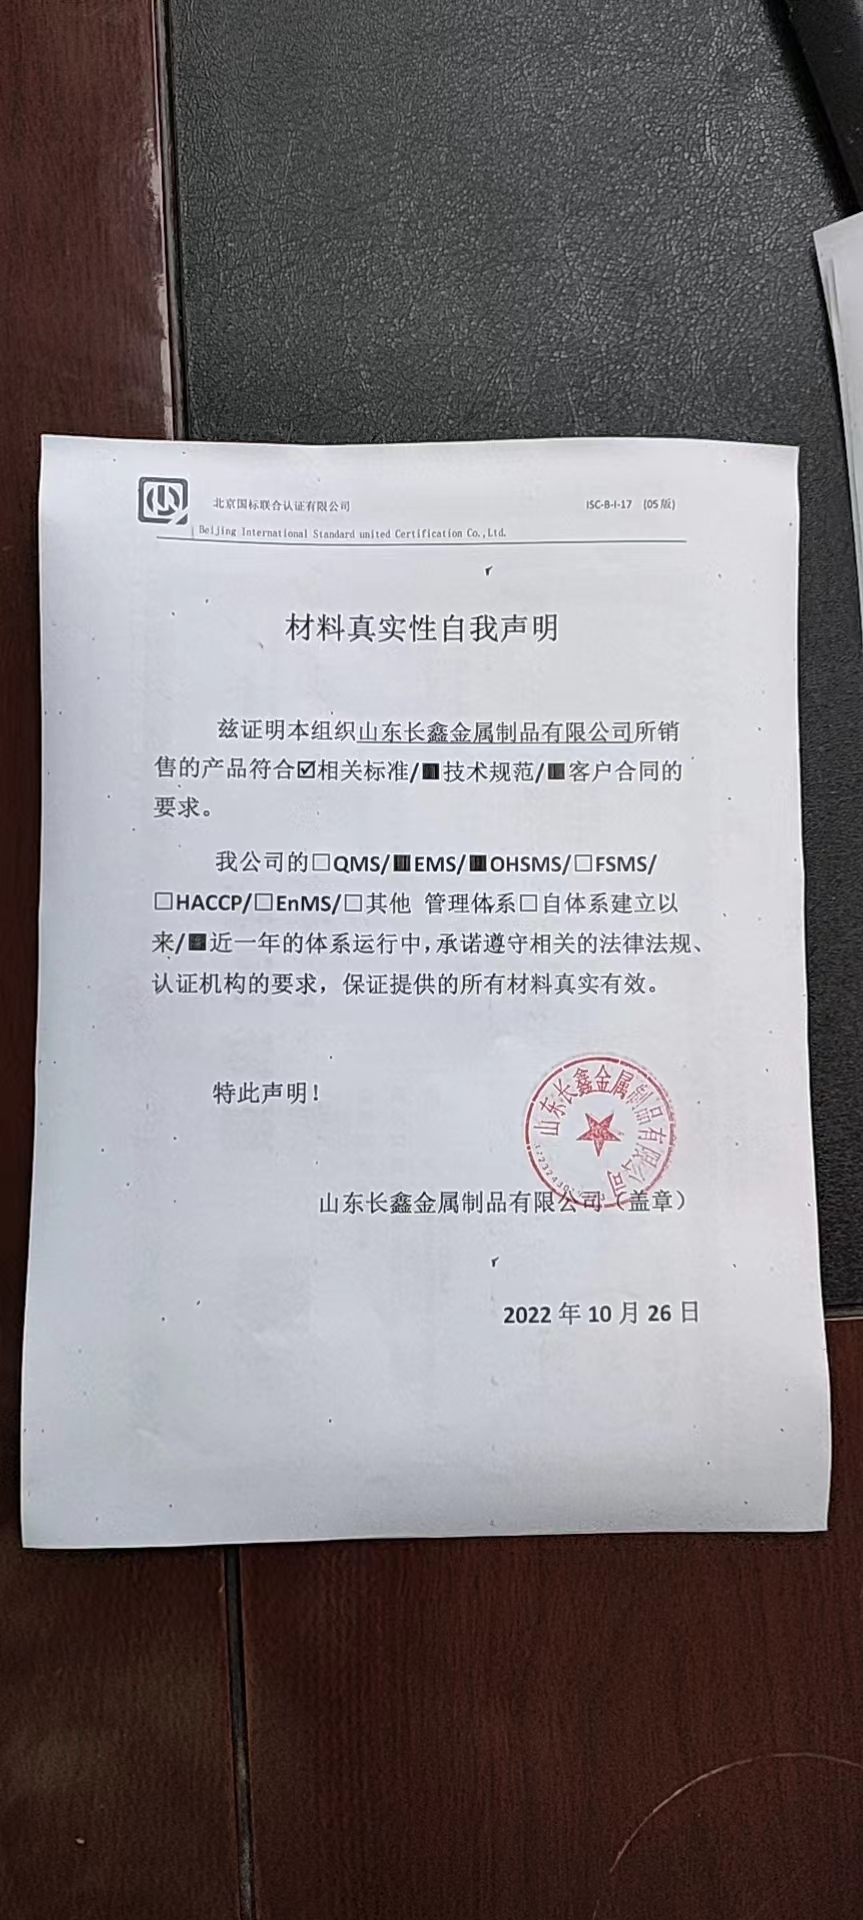 北京国标联合认证有限公司 ISC-B-I-17 (05版)
Beijing International Standard united Certification Co.,Ltd.
材料真实性自我声明
兹证明本组织山东长鑫金属制品有限公司所销
售的产品符合☑相关标准/■技术规范/■客户合同的
要求。
我公司的□QMS/■EMS/■OHSMS/□FSMS/
□HACCP/□EnMS/□其他 管理体系□自体系建立以
来/■近一年的体系运行中,承诺遵守相关的法律法规、
认证机构的要求，保证提供的所有材料真实有效。
特此声明！
山东长鑫金属制品有限公司
山东长鑫金属制品有限公司（盖章）
2022 年 10 月 26 日